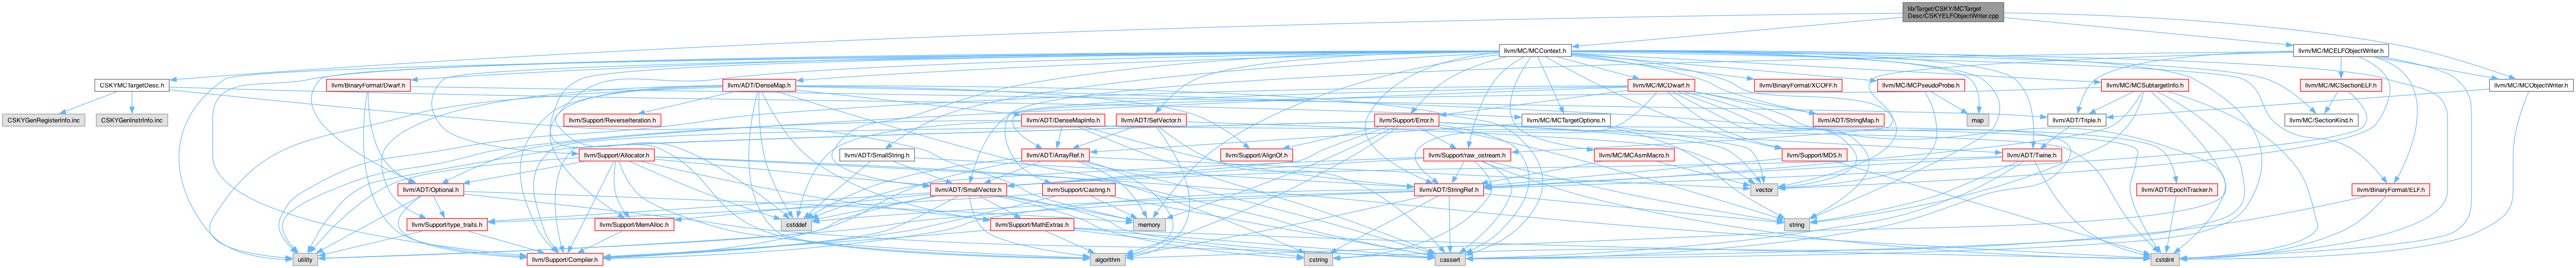 lib/Target/CSKY/MCTarget
Desc/CSKYELFObjectWriter.cpp
llvm/MC/MCContext.h
llvm/MC/MCELFObjectWriter.h
CSKYMCTargetDesc.h
llvm/BinaryFormat/Dwarf.h
llvm/ADT/DenseMap.h
llvm/MC/MCDwarf.h
llvm/BinaryFormat/XCOFF.h
llvm/MC/MCPseudoProbe.h
llvm/MC/MCSubtargetInfo.h
llvm/MC/MCSectionELF.h
llvm/MC/MCObjectWriter.h
CSKYGenRegisterInfo.inc
CSKYGenInstrInfo.inc
llvm/Support/ReverseIteration.h
llvm/ADT/DenseMapInfo.h
llvm/ADT/SetVector.h
llvm/Support/Error.h
llvm/MC/MCTargetOptions.h
llvm/ADT/StringMap.h
map
llvm/ADT/Triple.h
llvm/MC/SectionKind.h
llvm/Support/Allocator.h
llvm/ADT/SmallString.h
llvm/ADT/ArrayRef.h
llvm/Support/AlignOf.h
llvm/Support/raw_ostream.h
llvm/MC/MCAsmMacro.h
llvm/Support/MD5.h
llvm/ADT/Twine.h
llvm/ADT/Optional.h
llvm/ADT/SmallVector.h
llvm/Support/Casting.h
llvm/ADT/StringRef.h
vector
llvm/ADT/EpochTracker.h
llvm/BinaryFormat/ELF.h
llvm/Support/type_traits.h
llvm/Support/MemAlloc.h
cstddef
memory
llvm/Support/MathExtras.h
string
utility
llvm/Support/Compiler.h
algorithm
cstring
cassert
cstdint